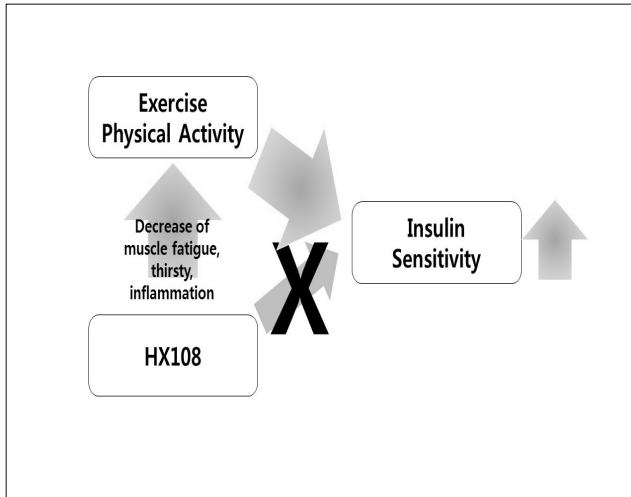 Exercise
Physical Activity
Decrease of
muscle fatigue,
thirsty,
inflammation
HX108
X
Insulin
Sensitivity